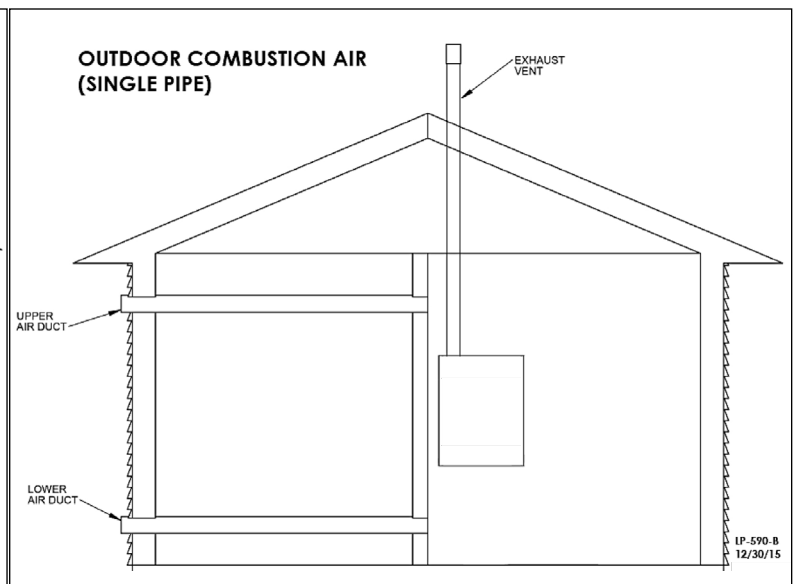 OUTDOOR COMBUSTION AIR
(SINGLE PIPE)
EXHAUST
VENT
UPPER
AIR DUCT
LOWER
AIR DUCT
LP-590-B
12/30/15